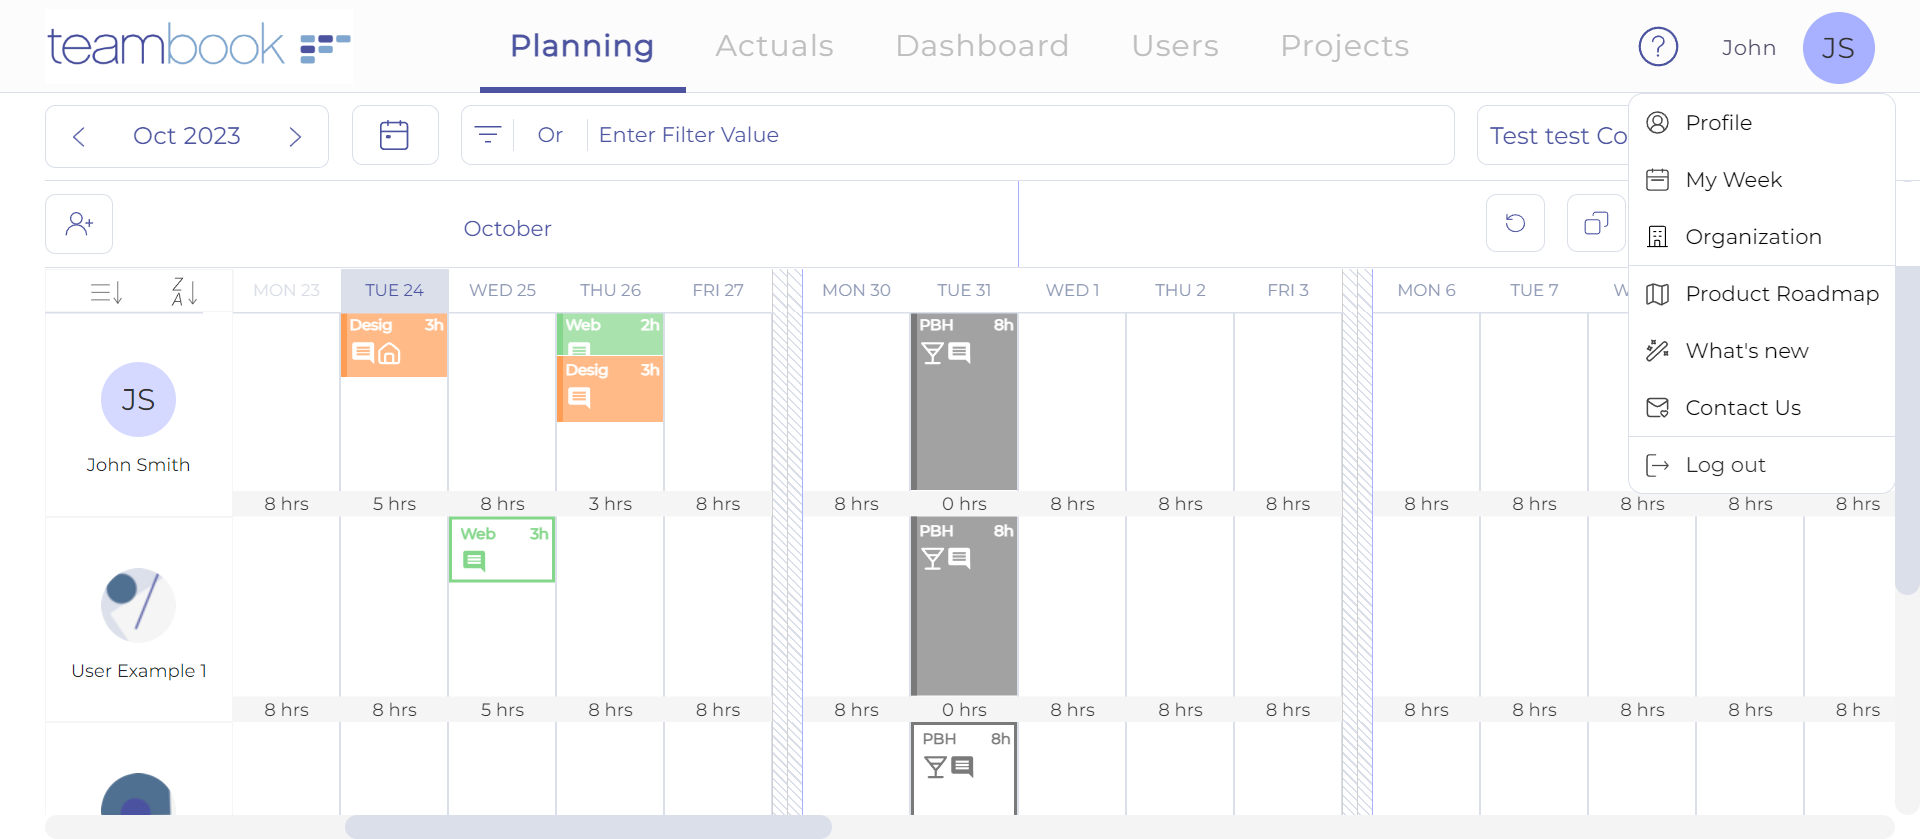 teambook
Planning
Actuals
Dashboard
Users
Projects
?
John
JS
Oct 2023
Or
Enter Filter Value
Test test Co
Profile
My Week
Organization
Product Roadmap
What's new
Contact Us
Log out
October
Z
A
MON 23
TUE 24
WED 25
THU 26
FRI 27
MON 30
TUE 31
WED 1
THU 2
FRI 3
MON 6
TUE 7
W
JS
John Smith
Desig 3h
Web 2h
Desig 3h
PBH 8h
8 hrs
5 hrs
8 hrs
3 hrs
8 hrs
8 hrs
0 hrs
8 hrs
8 hrs
8 hrs
8 hrs
8 hrs
8 hrs
8 hrs
8 hrs
User Example 1
Web 3h
PBH 8h
8 hrs
8 hrs
5 hrs
8 hrs
8 hrs
8 hrs
0 hrs
8 hrs
8 hrs
8 hrs
8 hrs
8 hrs
8 hrs
8 hrs
8 hrs
PBH 8h